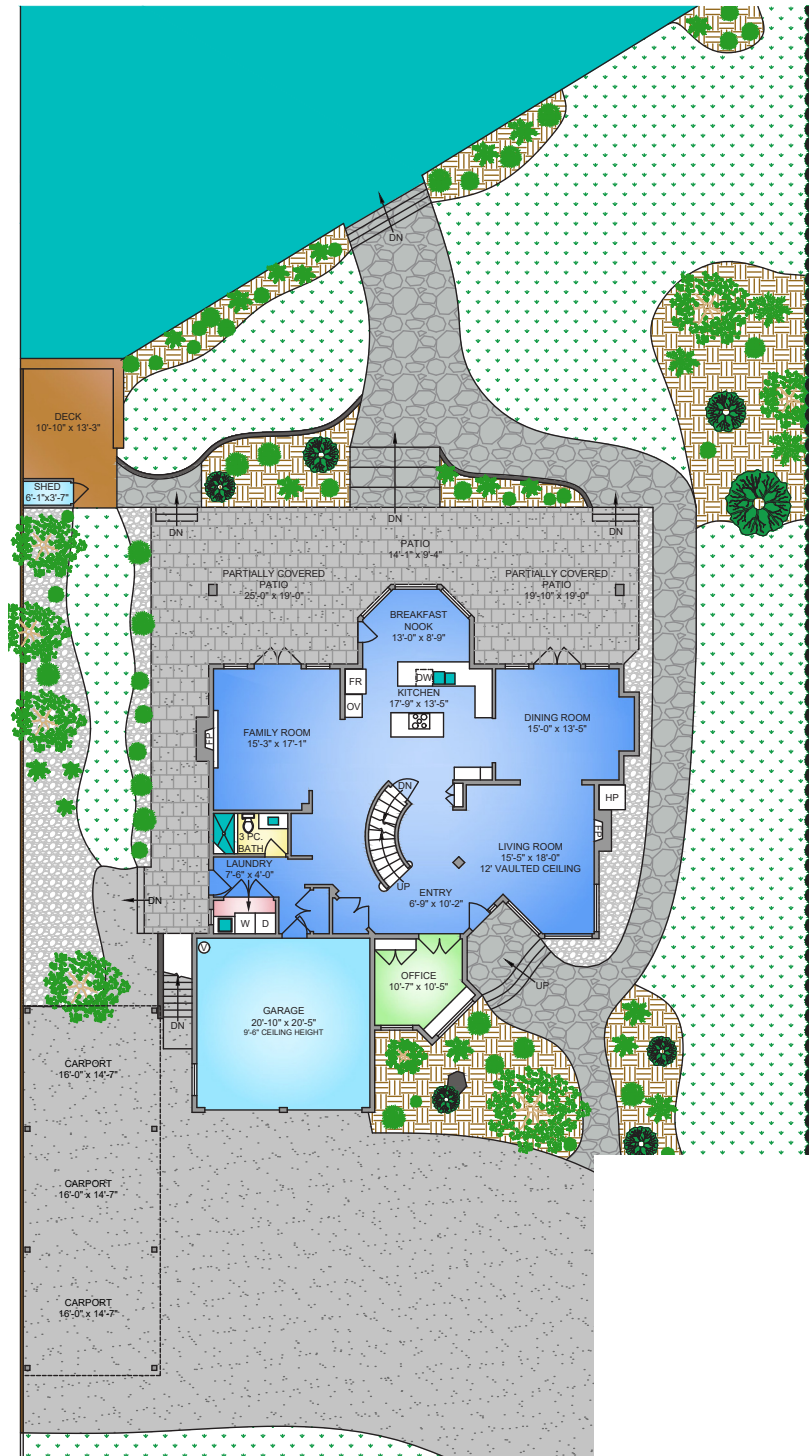 DN
DECK
10'-10" x 13'-3"
SHED
6'-1"x3'-7"
DN
DN
DN
PATIO
14'-1" x 9'-4"
PARTIALLY COVERED
PATIO
25'-0" x 19'-0"
PARTIALLY COVERED
PATIO
19'-10" x 19'-0"
BREAKFAST
NOOK
13'-0" x 8'-9"
FR
OV
DW
KITCHEN
17'-9" x 13'-5"
FAMILY ROOM
15'-3" x 17'-1"
DINING ROOM
15'-0" x 13'-5"
FP
DN
HP
FP
3 PC.
BATH
LAUNDRY
7'-6" x 4'-0"
LIVING ROOM
15'-5" x 18'-0"
12' VAULTED CEILING
UP
ENTRY
6'-9" x 10'-2"
DN
W
D
V
OFFICE
10'-7" x 10'-5"
UP
DN
GARAGE
20'-10" x 20'-5"
9'-6" CEILING HEIGHT
CARPORT
16'-0" x 14'-7"
CARPORT
16'-0" x 14'-7"
CARPORT
16'-0" x 14'-7"